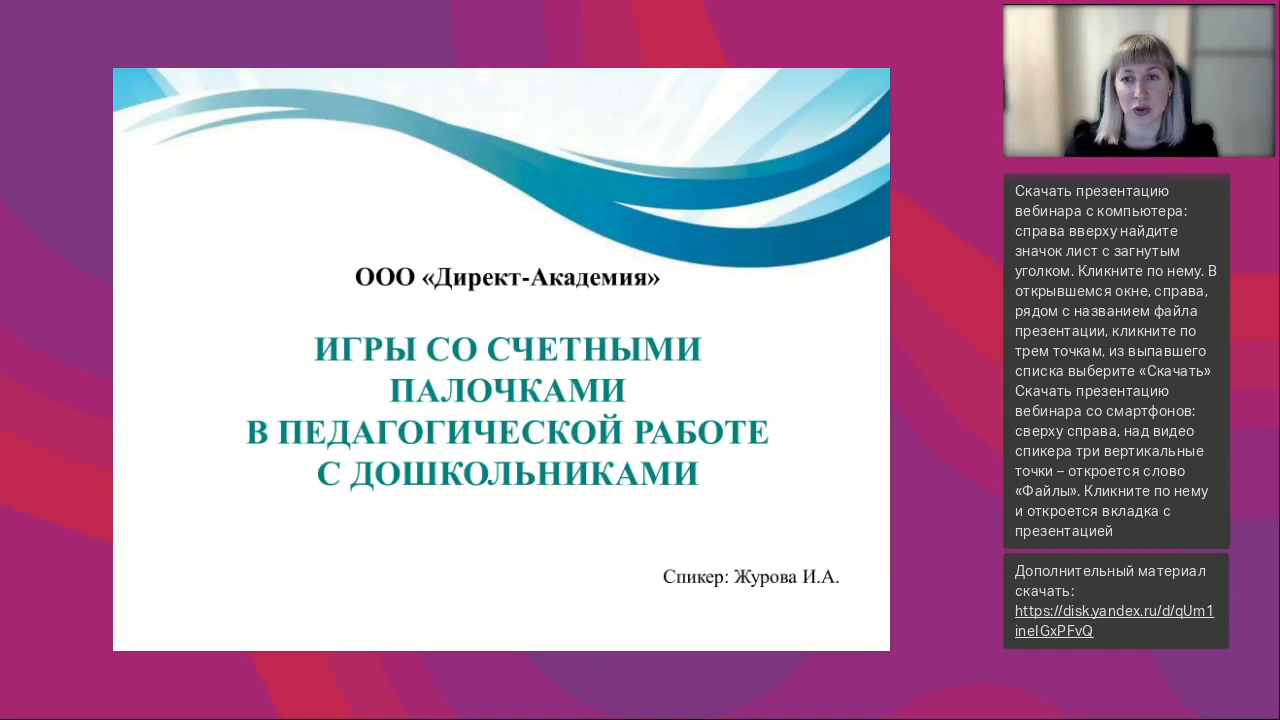 ООО «Директ-Академия»
ИГРЫ СО СЧЕТНЫМИ
ПАЛОЧКАМИ
В ПЕДАГОГИЧЕСКОЙ РАБОТЕ
С ДОШКОЛЬНИКАМИ
Спикер: Журова И.А.
Скачать презентацию
вебинара с компьютера:
справа вверху найдите
значок лист с загнутым
уголком. Кликните по нему. В
открывшемся окне, справа,
рядом с названием файла
презентации, кликните по
трем точкам, из выпавшего
списка выберите «Скачать»
Скачать презентацию
вебинара со смартфонов:
сверху справа, над видео
спикера три вертикальные
точки – откроется слово
«Файлы». Кликните по нему
и откроется вкладка с
презентацией
Дополнительный материал
скачать:
https://disk.yandex.ru/d/qUm1
inelGxPFvQ